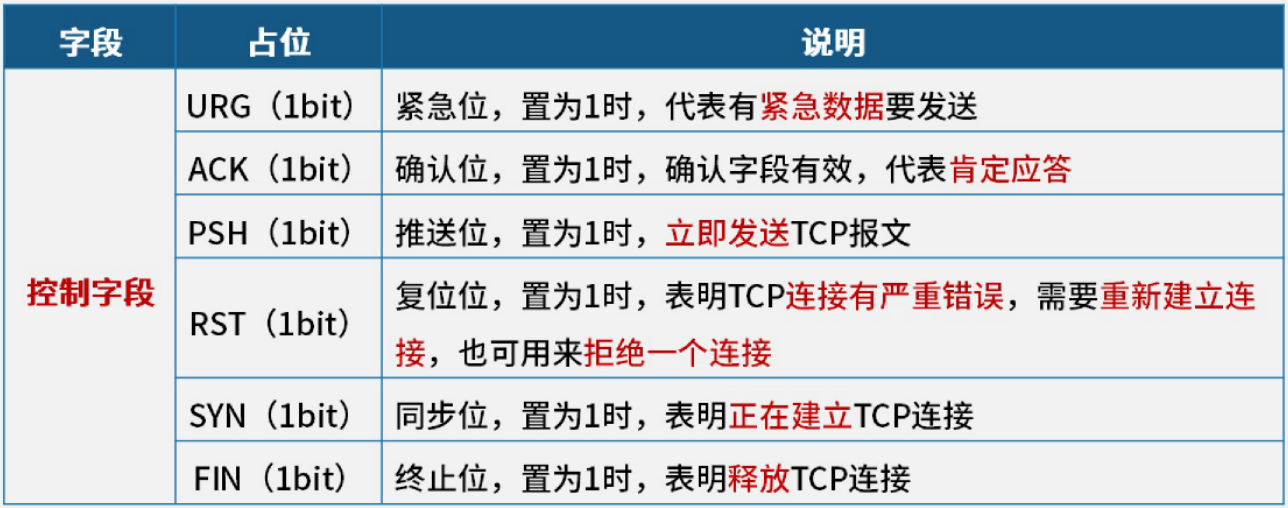 字段 占位 说明
URG（1bit） 紧急位，置为1时，代表有紧急数据要发送
ACK（1bit） 确认位，置为1时，确认字段有效，代表肯定应答
PSH（1bit） 推送位，置为1时，立即发送TCP报文
控制字段
RST（1bit） 复位位，置为1时，表明TCP连接有严重错误，需要重新建立连
接，也可用来拒绝一个连接
SYN（1bit） 同步位，置为1时，表明正在建立TCP连接
FIN（1bit） 终止位，置为1时，表明释放TCP连接